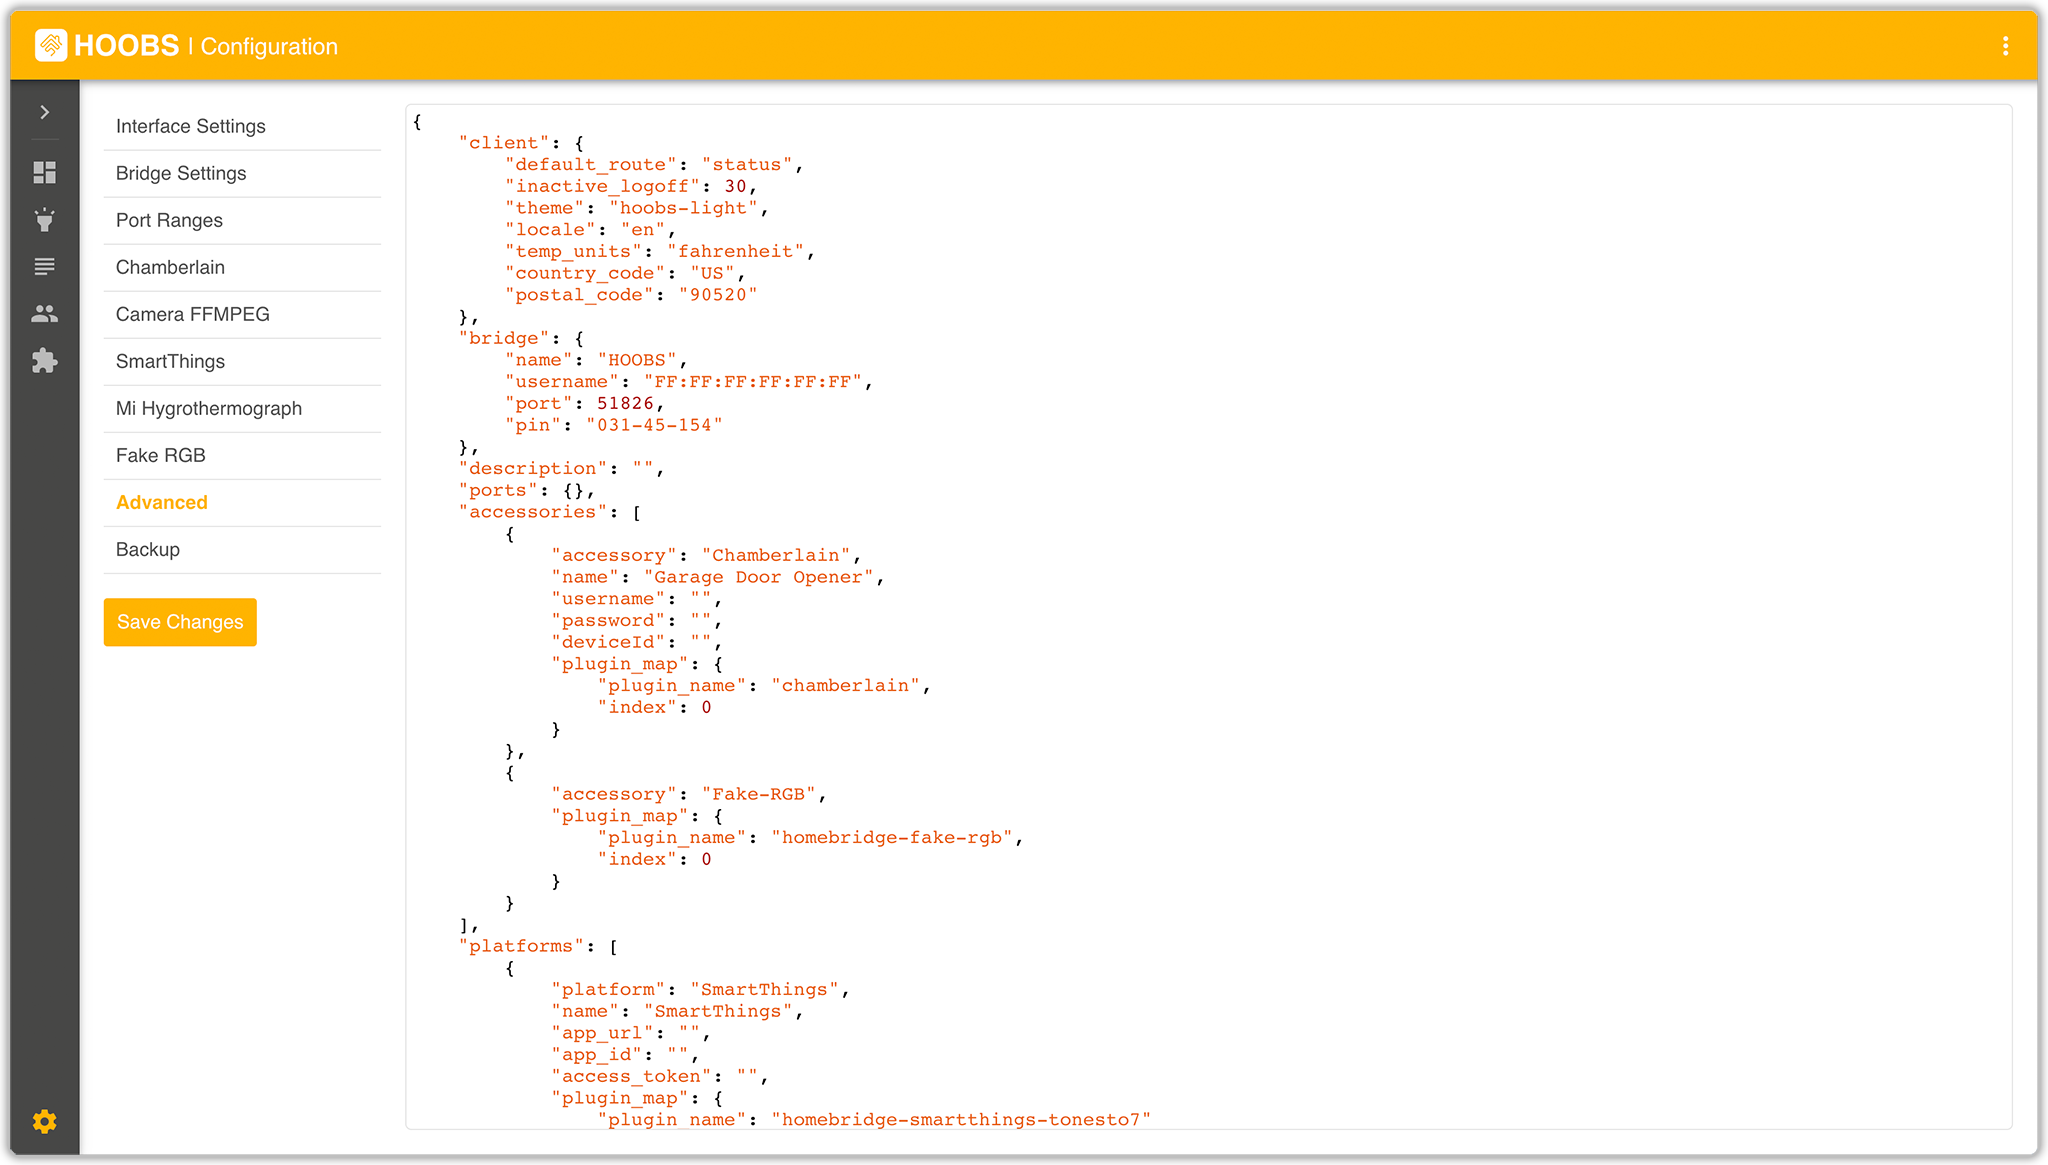 HOOBS | Configuration
Interface Settings
Bridge Settings
Port Ranges
Chamberlain
Camera FFMPEG
SmartThings
Mi Hygrothermograph
Fake RGB
Advanced
Backup
Save Changes
{
    "client": {
        "default_route": "status",
        "inactive_logoff": 30,
        "theme": "hoobs-light",
        "locale": "en",
        "temp_units": "fahrenheit",
        "country_code": "US",
        "postal_code": "90520"
    },
    "bridge": {
        "name": "HOOBS",
        "username": "FF:FF:FF:FF:FF:FF",
        "port": 51826,
        "pin": "031-45-154"
    },
    "description": "",
    "ports": {},
    "accessories": [
        {
            "accessory": "Chamberlain",
            "name": "Garage Door Opener",
            "username": "",
            "password": "",
            "deviceId": "",
            "plugin_map": {
                "plugin_name": "chamberlain",
                "index": 0
            }
        },
        {
            "accessory": "Fake-RGB",
            "plugin_map": {
                "plugin_name": "homebridge-fake-rgb",
                "index": 0
            }
        }
    ],
    "platforms": [
        {
            "platform": "SmartThings",
            "name": "SmartThings",
            "app_url": "",
            "app_id": "",
            "access_token": "",
            "plugin_map": {
                "plugin_name": "homebridge-smartthings-tonesto7"